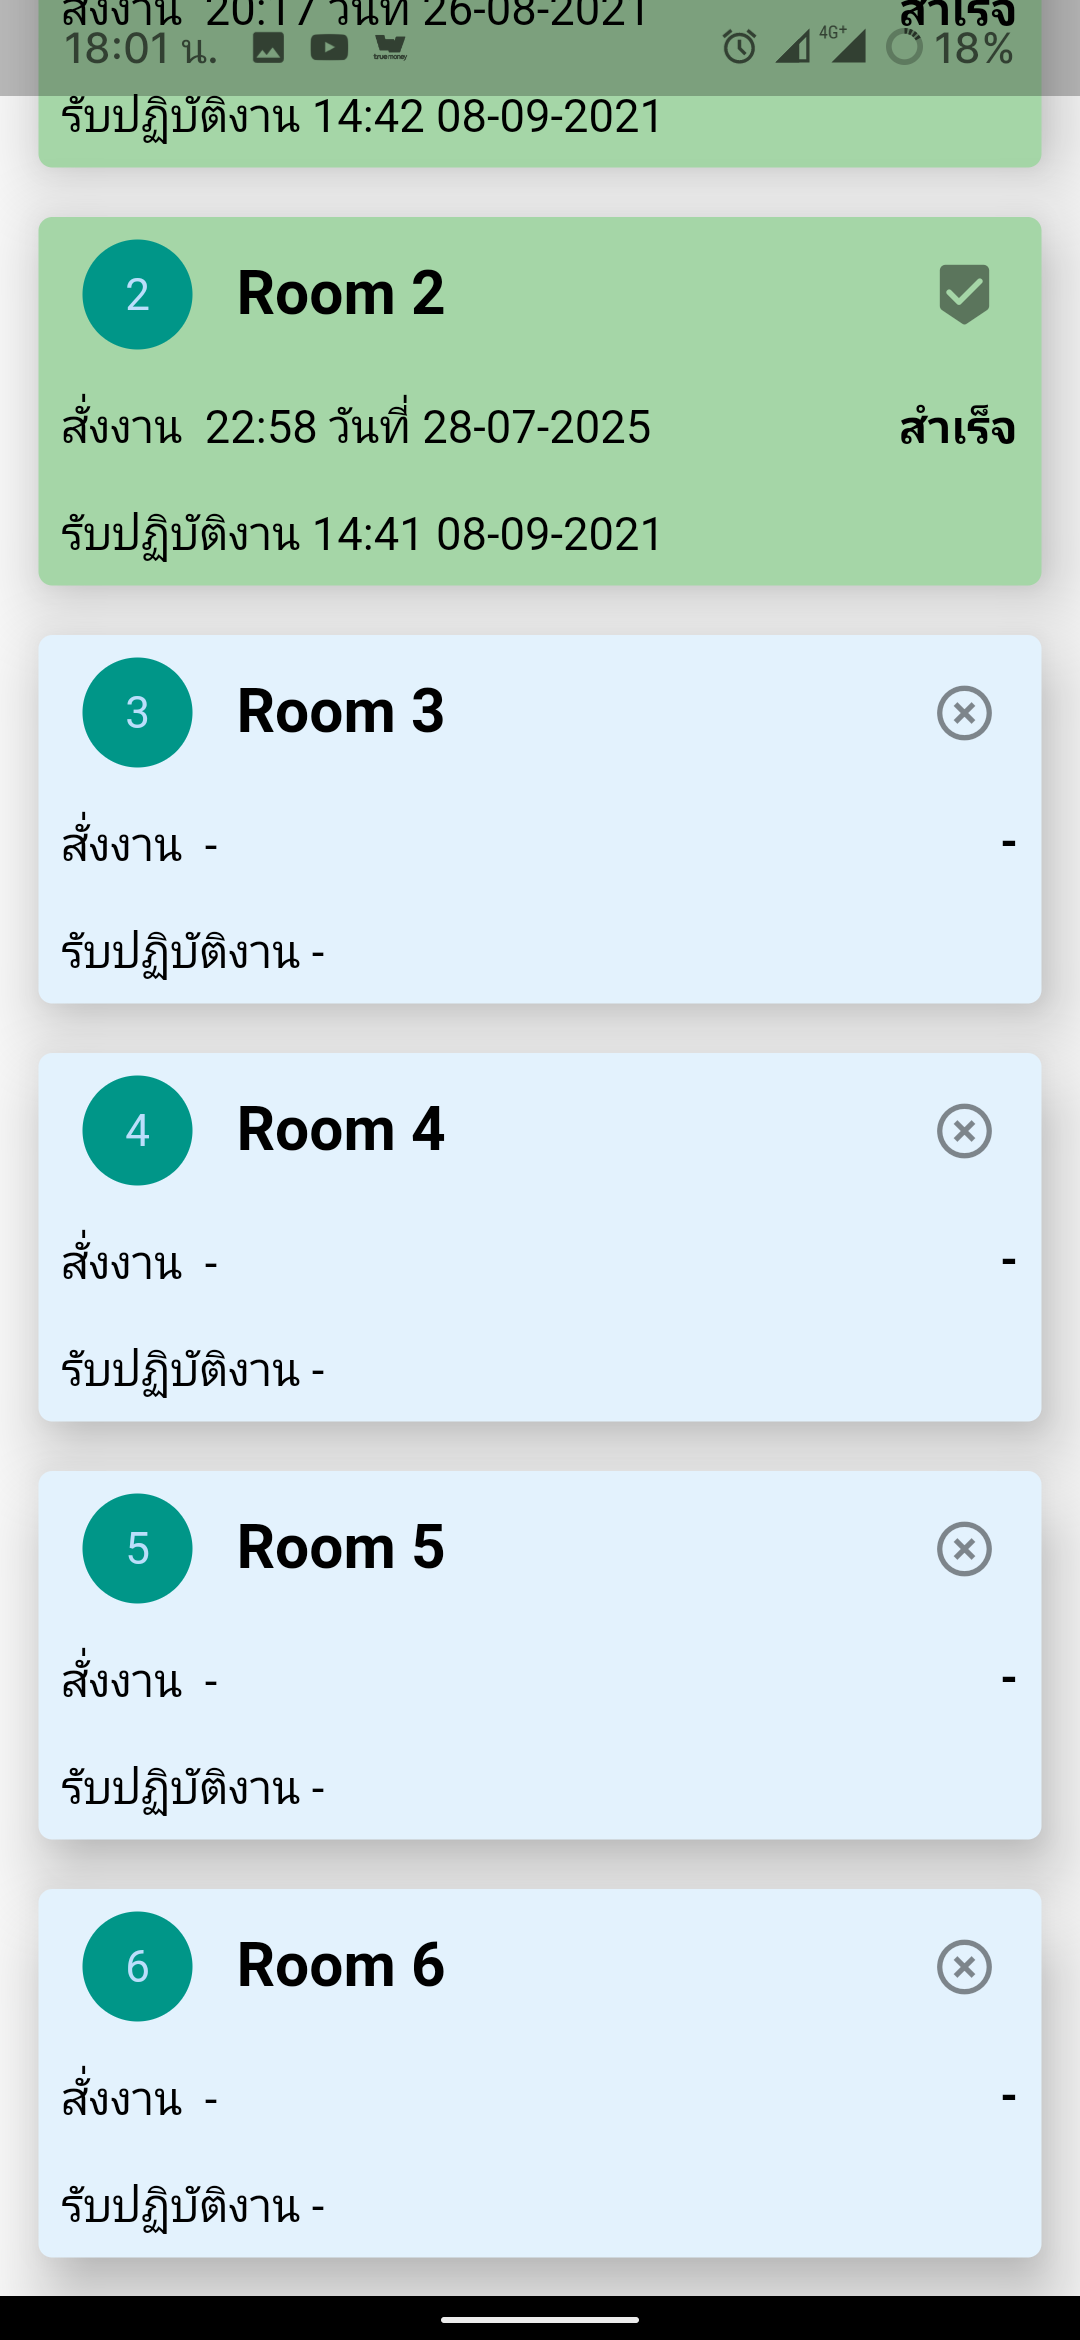 สั่งงาน  20:17 วันที่ 26-08-2021 สำเร็จ
18:01 น. truemoney 4G+ 18%
รับปฏิบัติงาน 14:42 08-09-2021
2 Room 2
สั่งงาน  22:58 วันที่ 28-07-2025 สำเร็จ
รับปฏิบัติงาน 14:41 08-09-2021
3 Room 3
สั่งงาน  - -
รับปฏิบัติงาน -
4 Room 4
สั่งงาน  - -
รับปฏิบัติงาน -
5 Room 5
สั่งงาน  - -
รับปฏิบัติงาน -
6 Room 6
สั่งงาน  - -
รับปฏิบัติงาน -